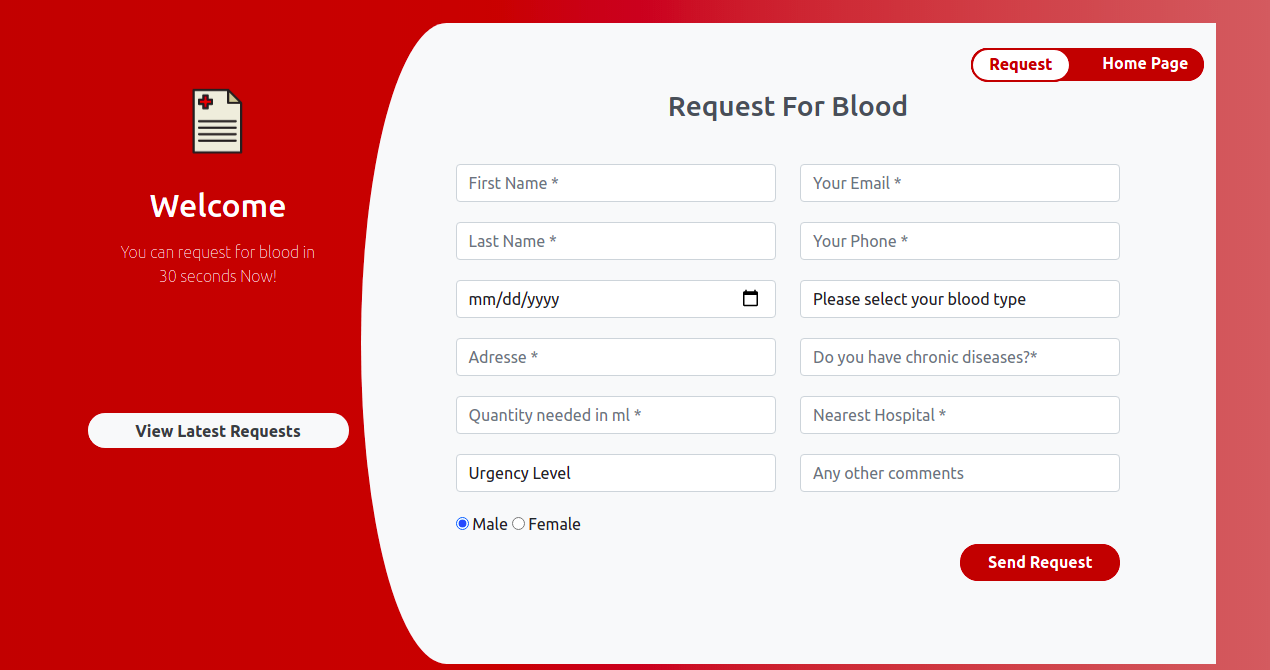 Request
Home Page
Request For Blood
Welcome
You can request for blood in
30 seconds Now!
View Latest Requests
First Name *
Your Email *
Last Name *
Your Phone *
mm/dd/yyyy
Please select your blood type
Adresse *
Do you have chronic diseases?*
Quantity needed in ml *
Nearest Hospital *
Urgency Level
Any other comments
Male Female
Send Request